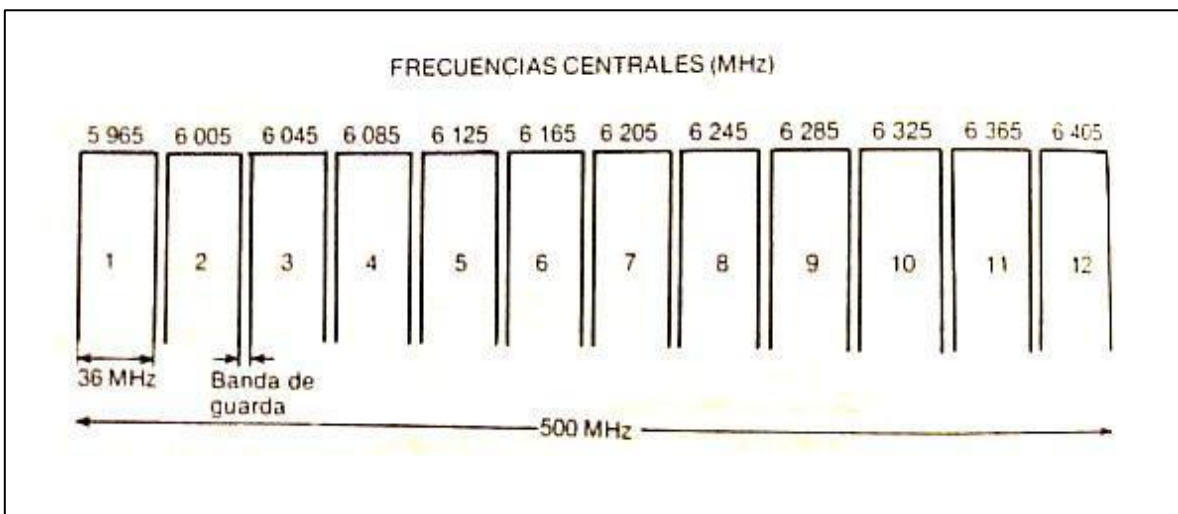 FRECUENCIAS CENTRALES (MHz)
5 965 6 005 6 045 6 085 6 125 6 165 6 205 6 245 6 285 6 325 6 365 6 405
1 2 3 4 5 6 7 8 9 10 11 12
36 MHz Banda de
guarda
500 MHz